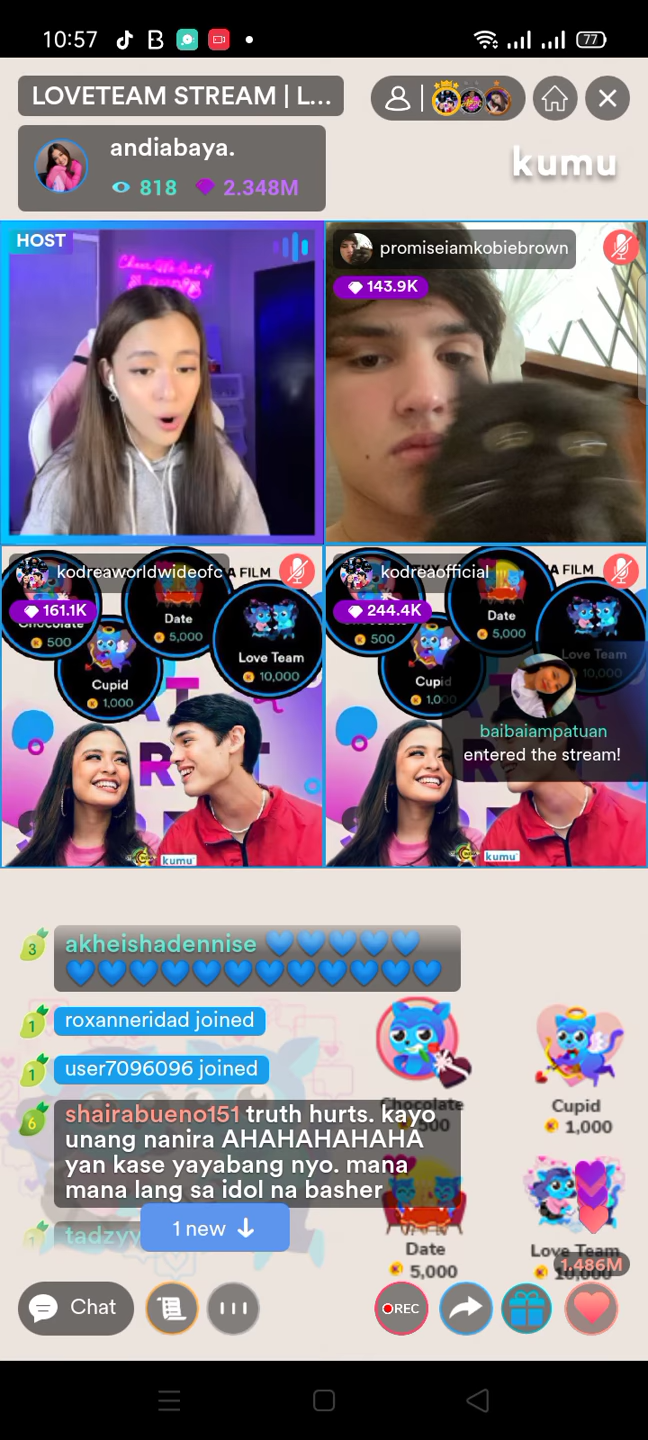 10:57
77
LOVETEAM STREAM | L...
andiabaya.
818 2.348M
kumu
HOST
promiseiamkobiebrown
143.9K
kodreaworldwideofc
A FILM
161.1K
500
Date
5,000
Cupid
1,000
Love Team
10,000
kumu
kodreaofficial
FILM
244.4K
500
Date
5,000
Cupid
Love Team
baibaiampatuan
entered the stream!
kumu
3 akheishadennise 💙💙💙💙💙
💙💙💙💙💙💙💙💙💙💙💙💙
1 roxanneridad joined
1 user7096096 joined
6 shairabueno151 truth hurts. kayo
unang nanira AHAHAHAHAHA
yan kase yayabang nyo. mana
mana lang sa idol na basher
1 new
Chocolate
500
Cupid
1,000
Date
5,000
Love Team
10,000
1.486M
Chat
REC